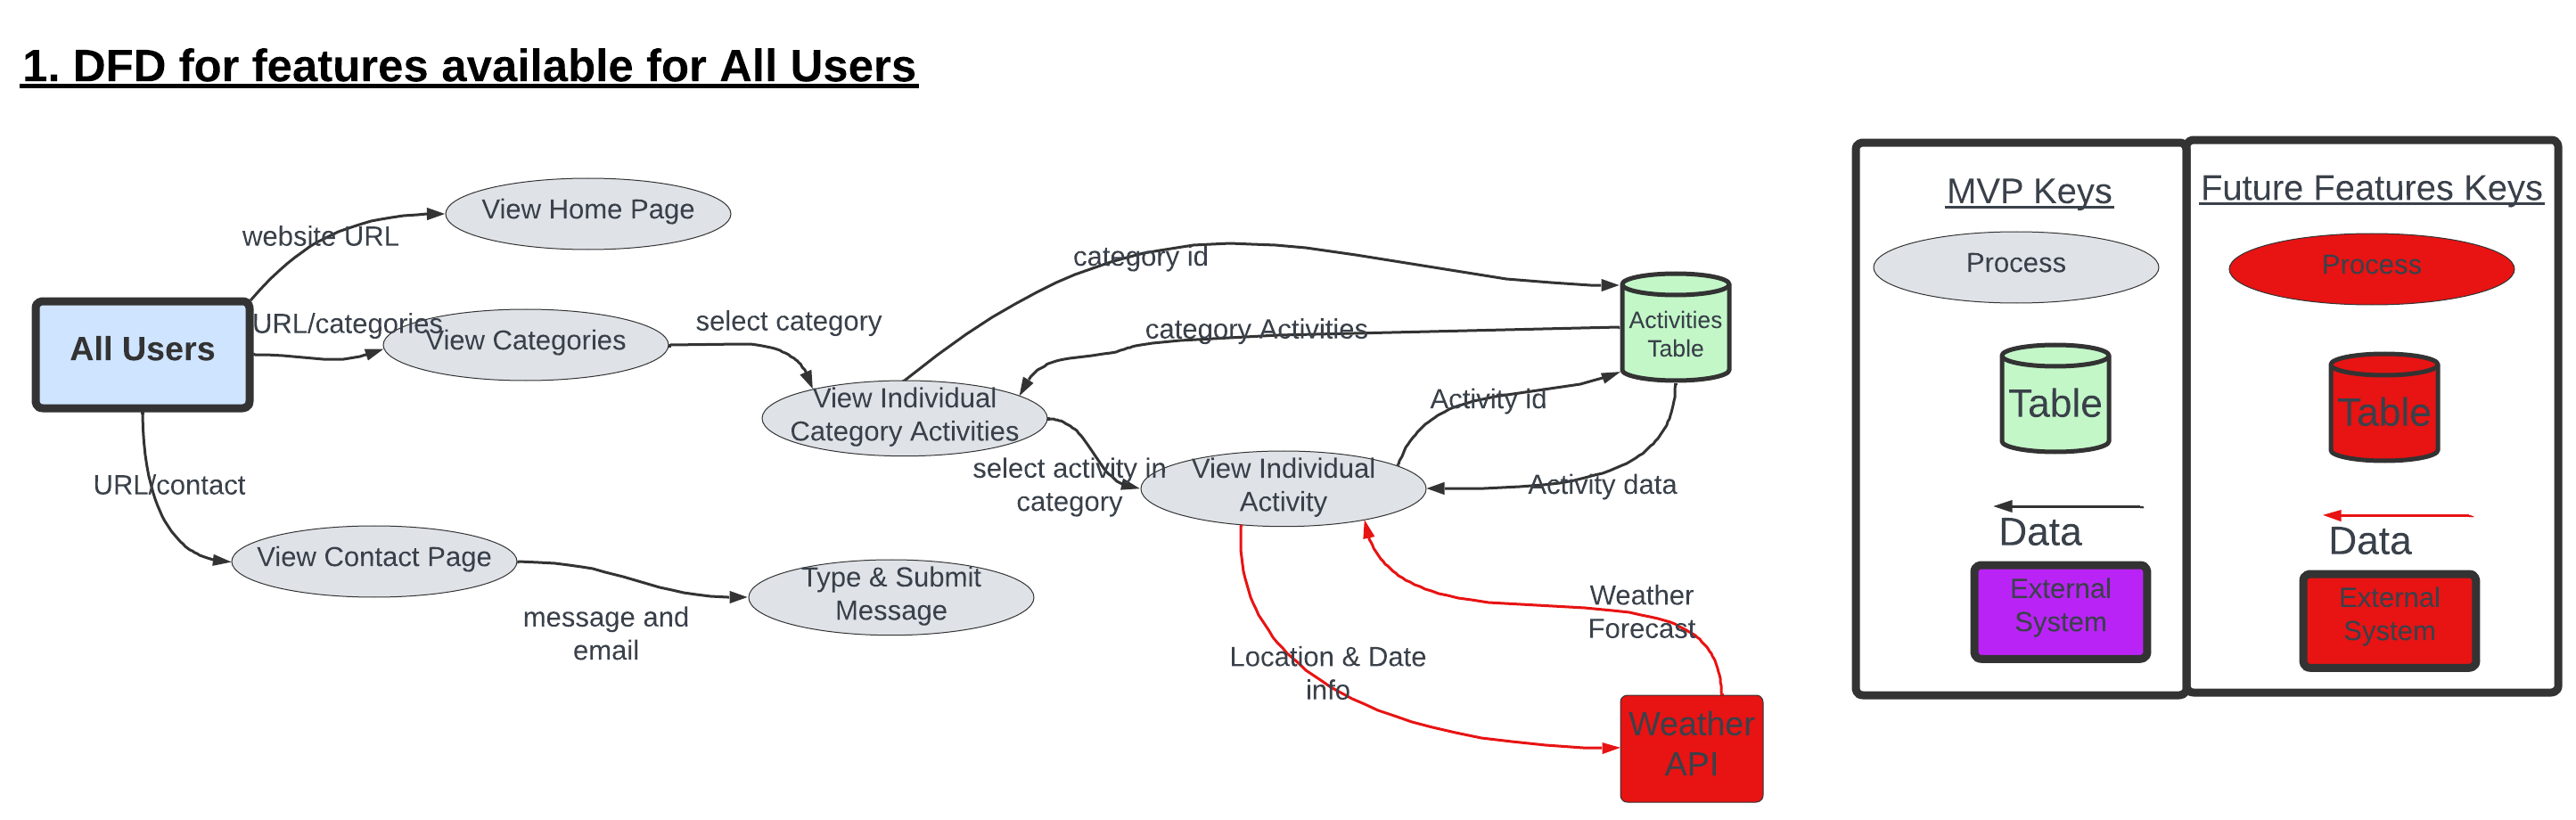 1. DFD for features available for All Users
website URL
View Home Page
All Users
URL/categories
View Categories
select category
category id
category Activities
Activities
Table
View Individual
Category Activities
Activity id
select activity in
category
View Individual
Activity
Activity data
URL/contact
View Contact Page
message and
email
Type & Submit
Message
Location & Date
info
Weather
Forecast
Weather
API
MVP Keys
Process
Table
Data
External
System
Future Features Keys
Process
Table
Data
External
System